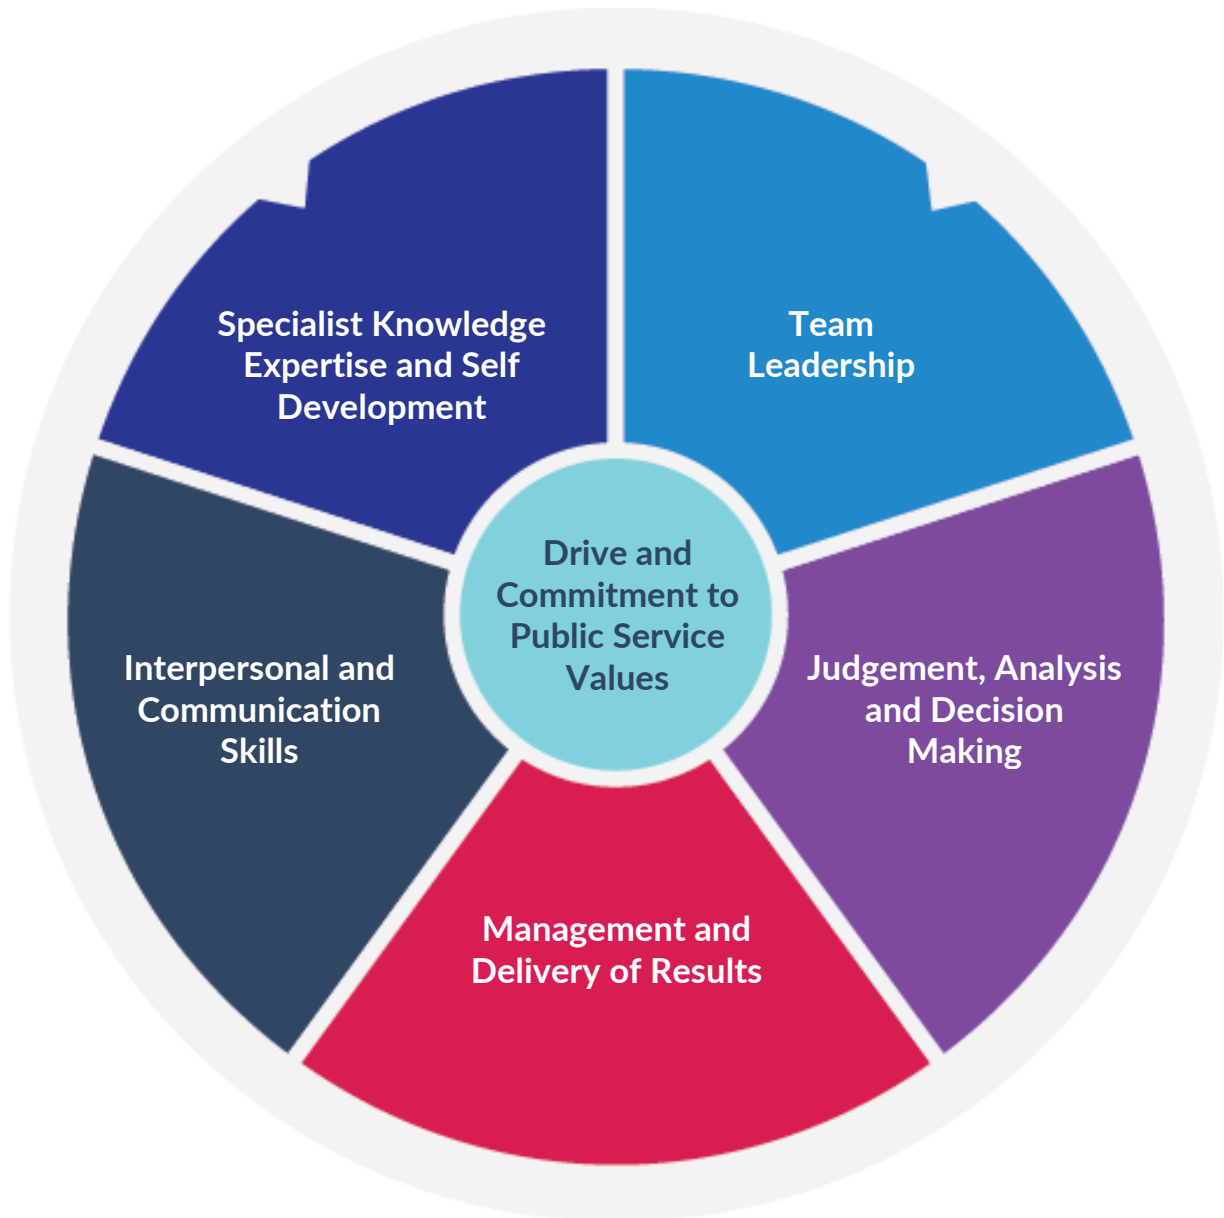 Specialist Knowledge
Expertise and Self
Development
Team
Leadership
Drive and
Commitment to
Public Service
Values
Interpersonal and
Communication
Skills
Judgement, Analysis
and Decision
Making
Management and
Delivery of Results